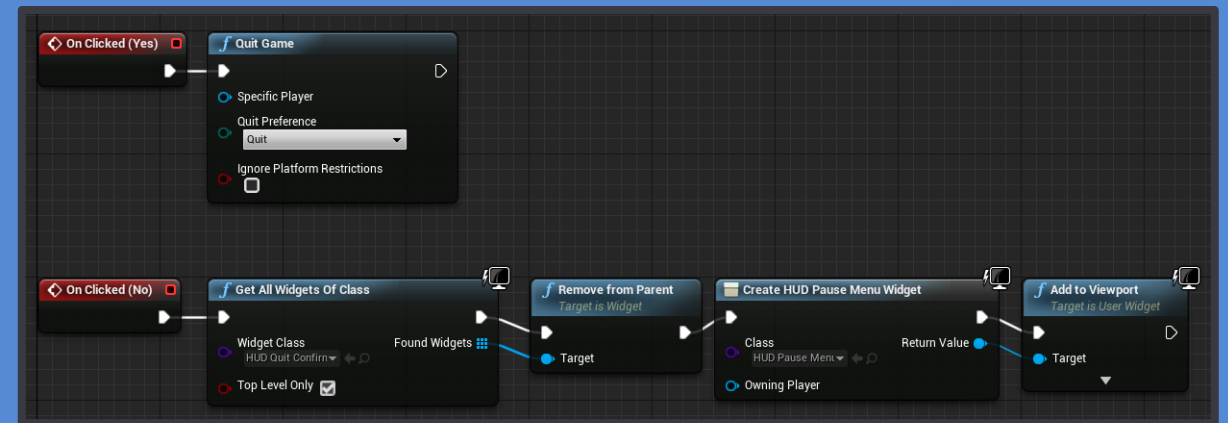 On Clicked (Yes)
Quit Game
Specific Player
Quit Preference
Quit
Ignore Platform Restrictions
On Clicked (No)
Get All Widgets Of Class
Widget Class
Found Widgets
HUD Quit Confirm
Top Level Only
Remove from Parent
Target is Widget
Target
Create HUD Pause Menu Widget
Class
Return Value
HUD Pause Menu
Owning Player
Add to Viewport
Target is User Widget
Target